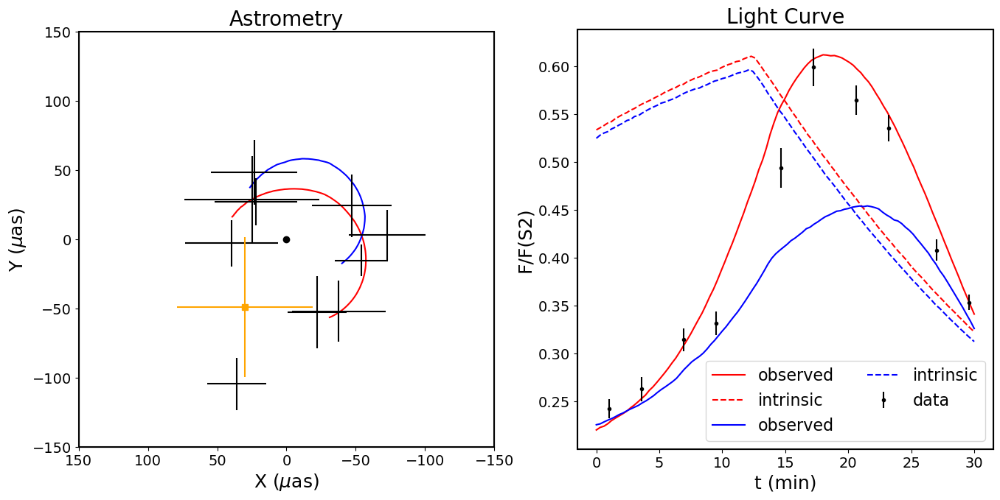 Astrometry
150
100
50
0
−50
−100
−150
Y (μas)
150 100 50 0 −50 −100 −150
X (μas)
Light Curve
0.60
0.55
0.50
0.45
0.40
0.35
0.30
0.25
F/F(S2)
observed
intrinsic
observed
intrinsic
data
0 5 10 15 20 25 30
t (min)